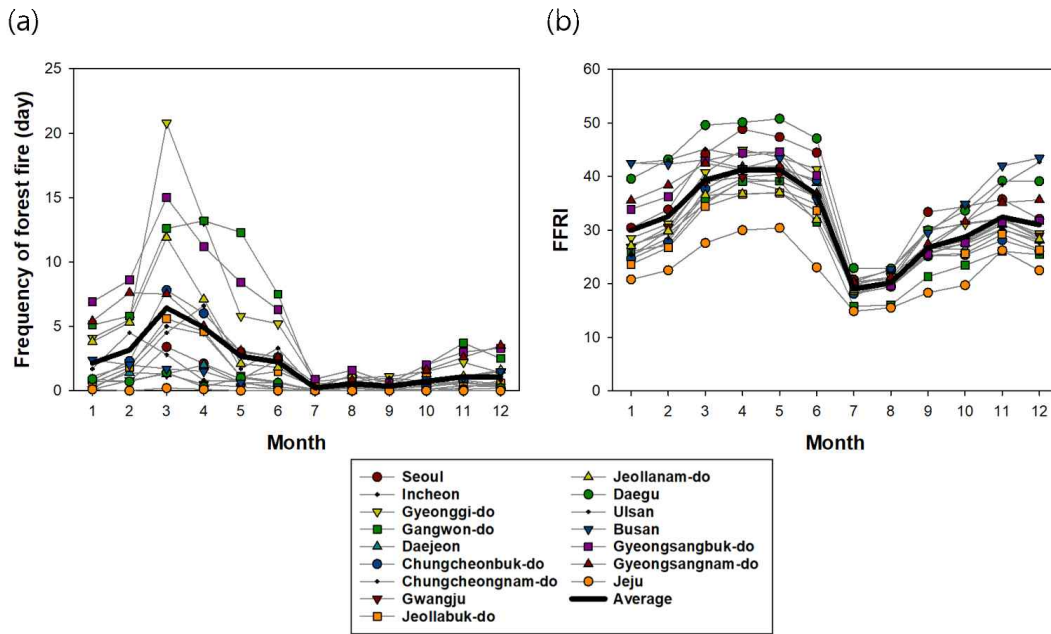 (a)
(b)
Frequency of forest fire (day)
25
20
15
10
5
0
1 2 3 4 5 6 7 8 9 10 11 12
Month
FFRI
60
50
40
30
20
10
0
1 2 3 4 5 6 7 8 9 10 11 12
Month
Seoul
Incheon
Gyeonggi-do
Gangwon-do
Daejeon
Chungcheonbuk-do
Chungcheongnam-do
Gwangju
Jeollabuk-do
Jeollanam-do
Daegu
Ulsan
Busan
Gyeongsangbuk-do
Gyeongsangnam-do
Jeju
Average